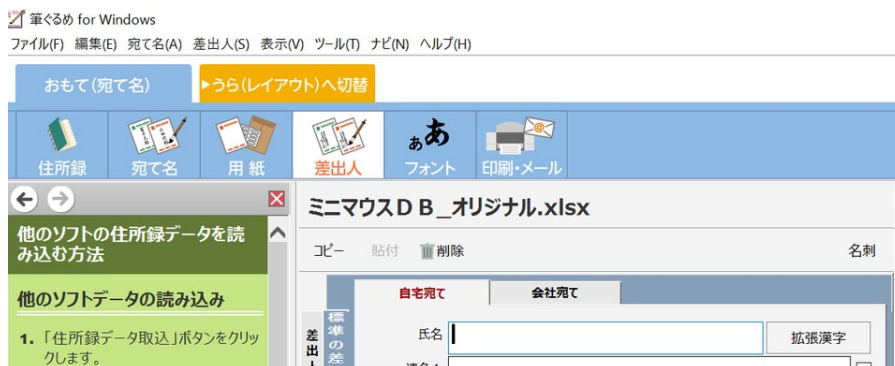 筆ぐるめ for Windows
ファイル(F) 編集(E) 宛て名(A) 差出人(S) 表示(V) ツール(T) ナビ(N) ヘルプ(H)
おもて(宛て名)
▶うら(レイアウト)へ切替
住所録 宛て名 用紙 差出人 フォント 印刷・メール
ぁあ
他のソフトの住所録データを読
み込む方法
他のソフトデータの読み込み
1. 「住所録データ取込」ボタンをクリッ
クします。
ミニマウスDB_オリジナル.xlsx
コピー 貼付 削除 名刺
自宅宛て 会社宛て
差出
標準の差
氏名
拡張漢字